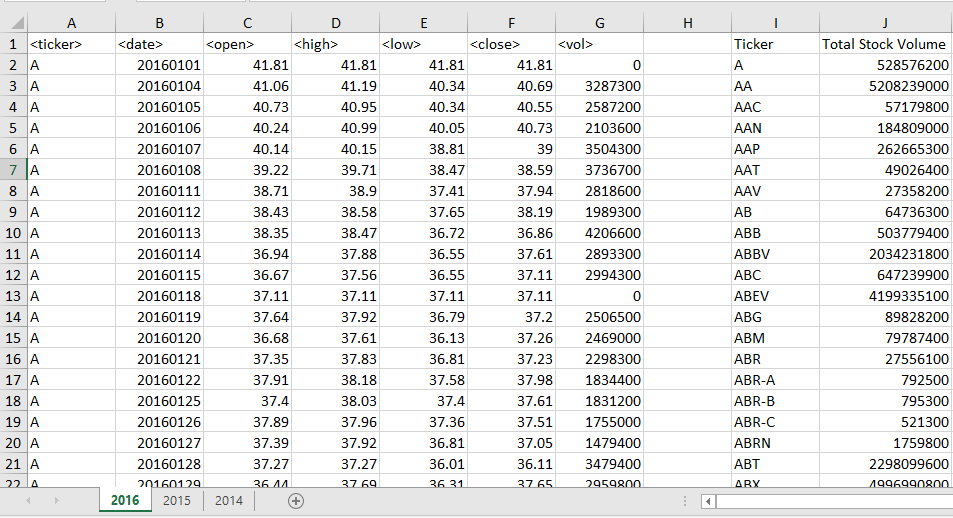 A B C D E F G H I J
1 <ticker> <date> <open> <high> <low> <close> <vol> Ticker Total Stock Volume
2 A 20160101 41.81 41.81 41.81 41.81 0 A 528576200
3 A 20160104 41.06 41.19 40.34 40.69 3287300 AA 5208239000
4 A 20160105 40.73 40.95 40.34 40.55 2587200 AAC 57179800
5 A 20160106 40.24 40.99 40.05 40.73 2103600 AAN 184809000
6 A 20160107 40.14 40.15 38.81 39 3504300 AAP 262665300
7 A 20160108 39.22 39.71 38.47 38.59 3736700 AAT 49026400
8 A 20160111 38.71 38.9 37.41 37.94 2818600 AAV 27358200
9 A 20160112 38.43 38.58 37.65 38.19 1989300 AB 64736300
10 A 20160113 38.35 38.47 36.72 36.86 4206600 ABB 503779400
11 A 20160114 36.94 37.88 36.55 37.61 2893300 ABBV 2034231800
12 A 20160115 36.67 37.56 36.55 37.11 2994300 ABC 647239900
13 A 20160118 37.11 37.11 37.11 37.11 0 ABEV 4199335100
14 A 20160119 37.64 37.92 36.79 37.2 2506500 ABG 89828200
15 A 20160120 36.68 37.61 36.13 37.26 2469000 ABM 79787400
16 A 20160121 37.35 37.83 36.81 37.23 2298300 ABR 27556100
17 A 20160122 37.91 38.18 37.58 37.98 1834400 ABR-A 792500
18 A 20160125 37.4 38.03 37.4 37.61 1831200 ABR-B 795300
19 A 20160126 37.89 37.96 37.36 37.51 1755000 ABR-C 521300
20 A 20160127 37.39 37.92 36.81 37.05 1479400 ABRN 1759800
21 A 20160128 37.27 37.27 36.01 36.11 3479400 ABT 2298099600
22 A 20160129 36.44 37.69 36.31 37.65 2959800 ABX 4996990800
2016 2015 2014